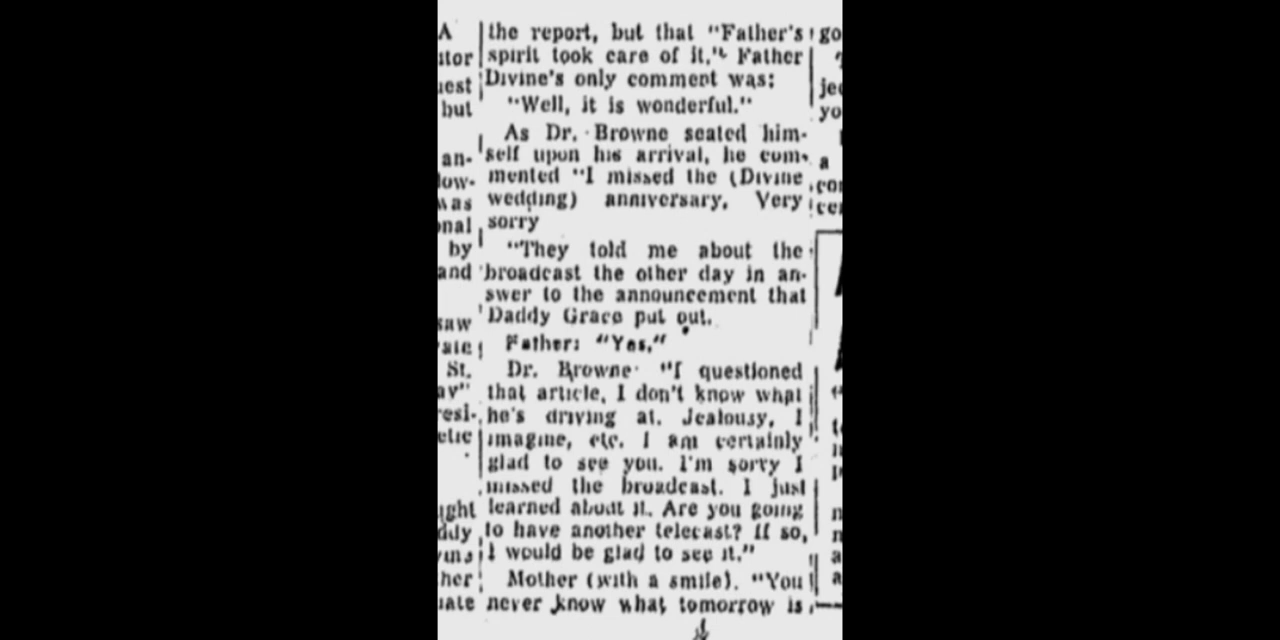 the report, but that "Father's
spirit took care of it." Father
Divine's only comment was:
"Well, it is wonderful."
As Dr. Browne seated him-
self upon his arrival, he com-
mented "I missed the (Divine
wedding) anniversary. Very
sorry
"They told me about the
broadcast the other day in an-
swer to the announcement that
Daddy Grace put out.
Father: "Yes."
Dr. Browne "I questioned
that article, I don't know what
he's driving at. Jealousy, I
imagine, etc. I am certainly
glad to see you. I'm sorry I
missed the broadcast. I just
learned about it. Are you going
to have another telecast? If so,
I would be glad to see it."
Mother (with a smile). "You
never know what tomorrow is